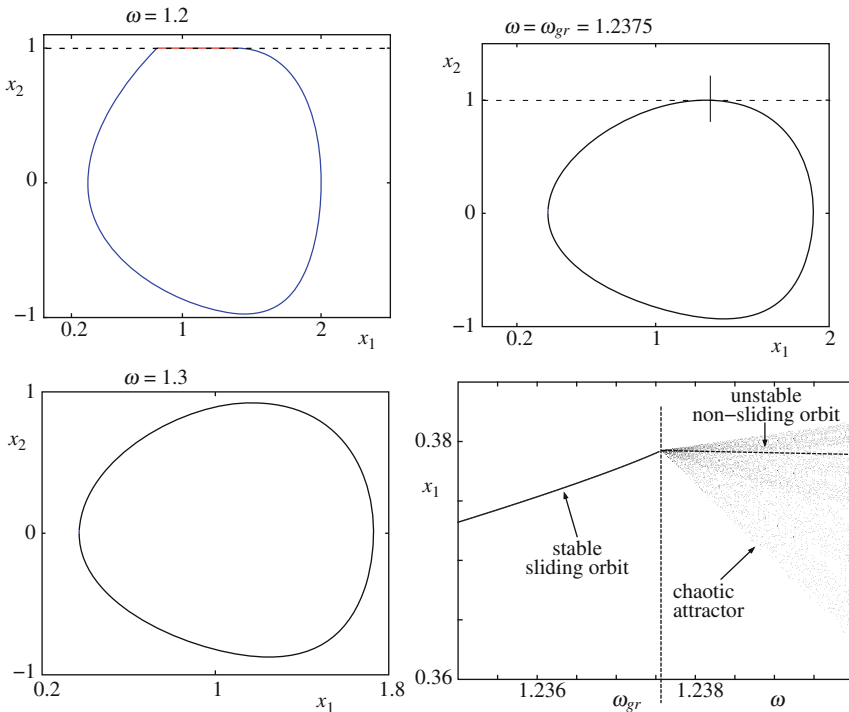 ω = 1.2
1
x₂
0
−1
0.2
1
2
x₁
ω = ω_gr = 1.2375
x₂
1
0
−1
0.2
1
2
x₁
ω = 1.3
1
x₂
0
−1
0.2
1
1.8
x₁
unstable
non−sliding orbit
0.38
x₁
stable
sliding orbit
chaotic
attractor
0.36
1.236
ω_gr
1.238
ω